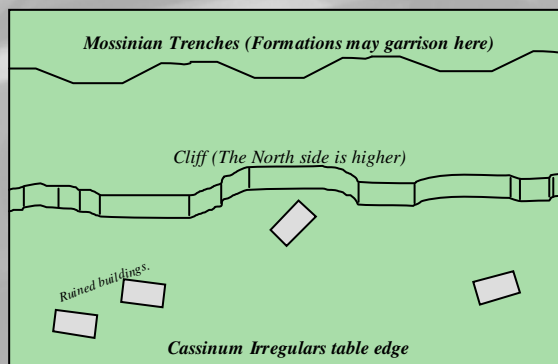 Mossinian Trenches (Formations may garrison here)
Cliff (The North side is higher)
Ruined buildings.
Cassinum Irregulars table edge